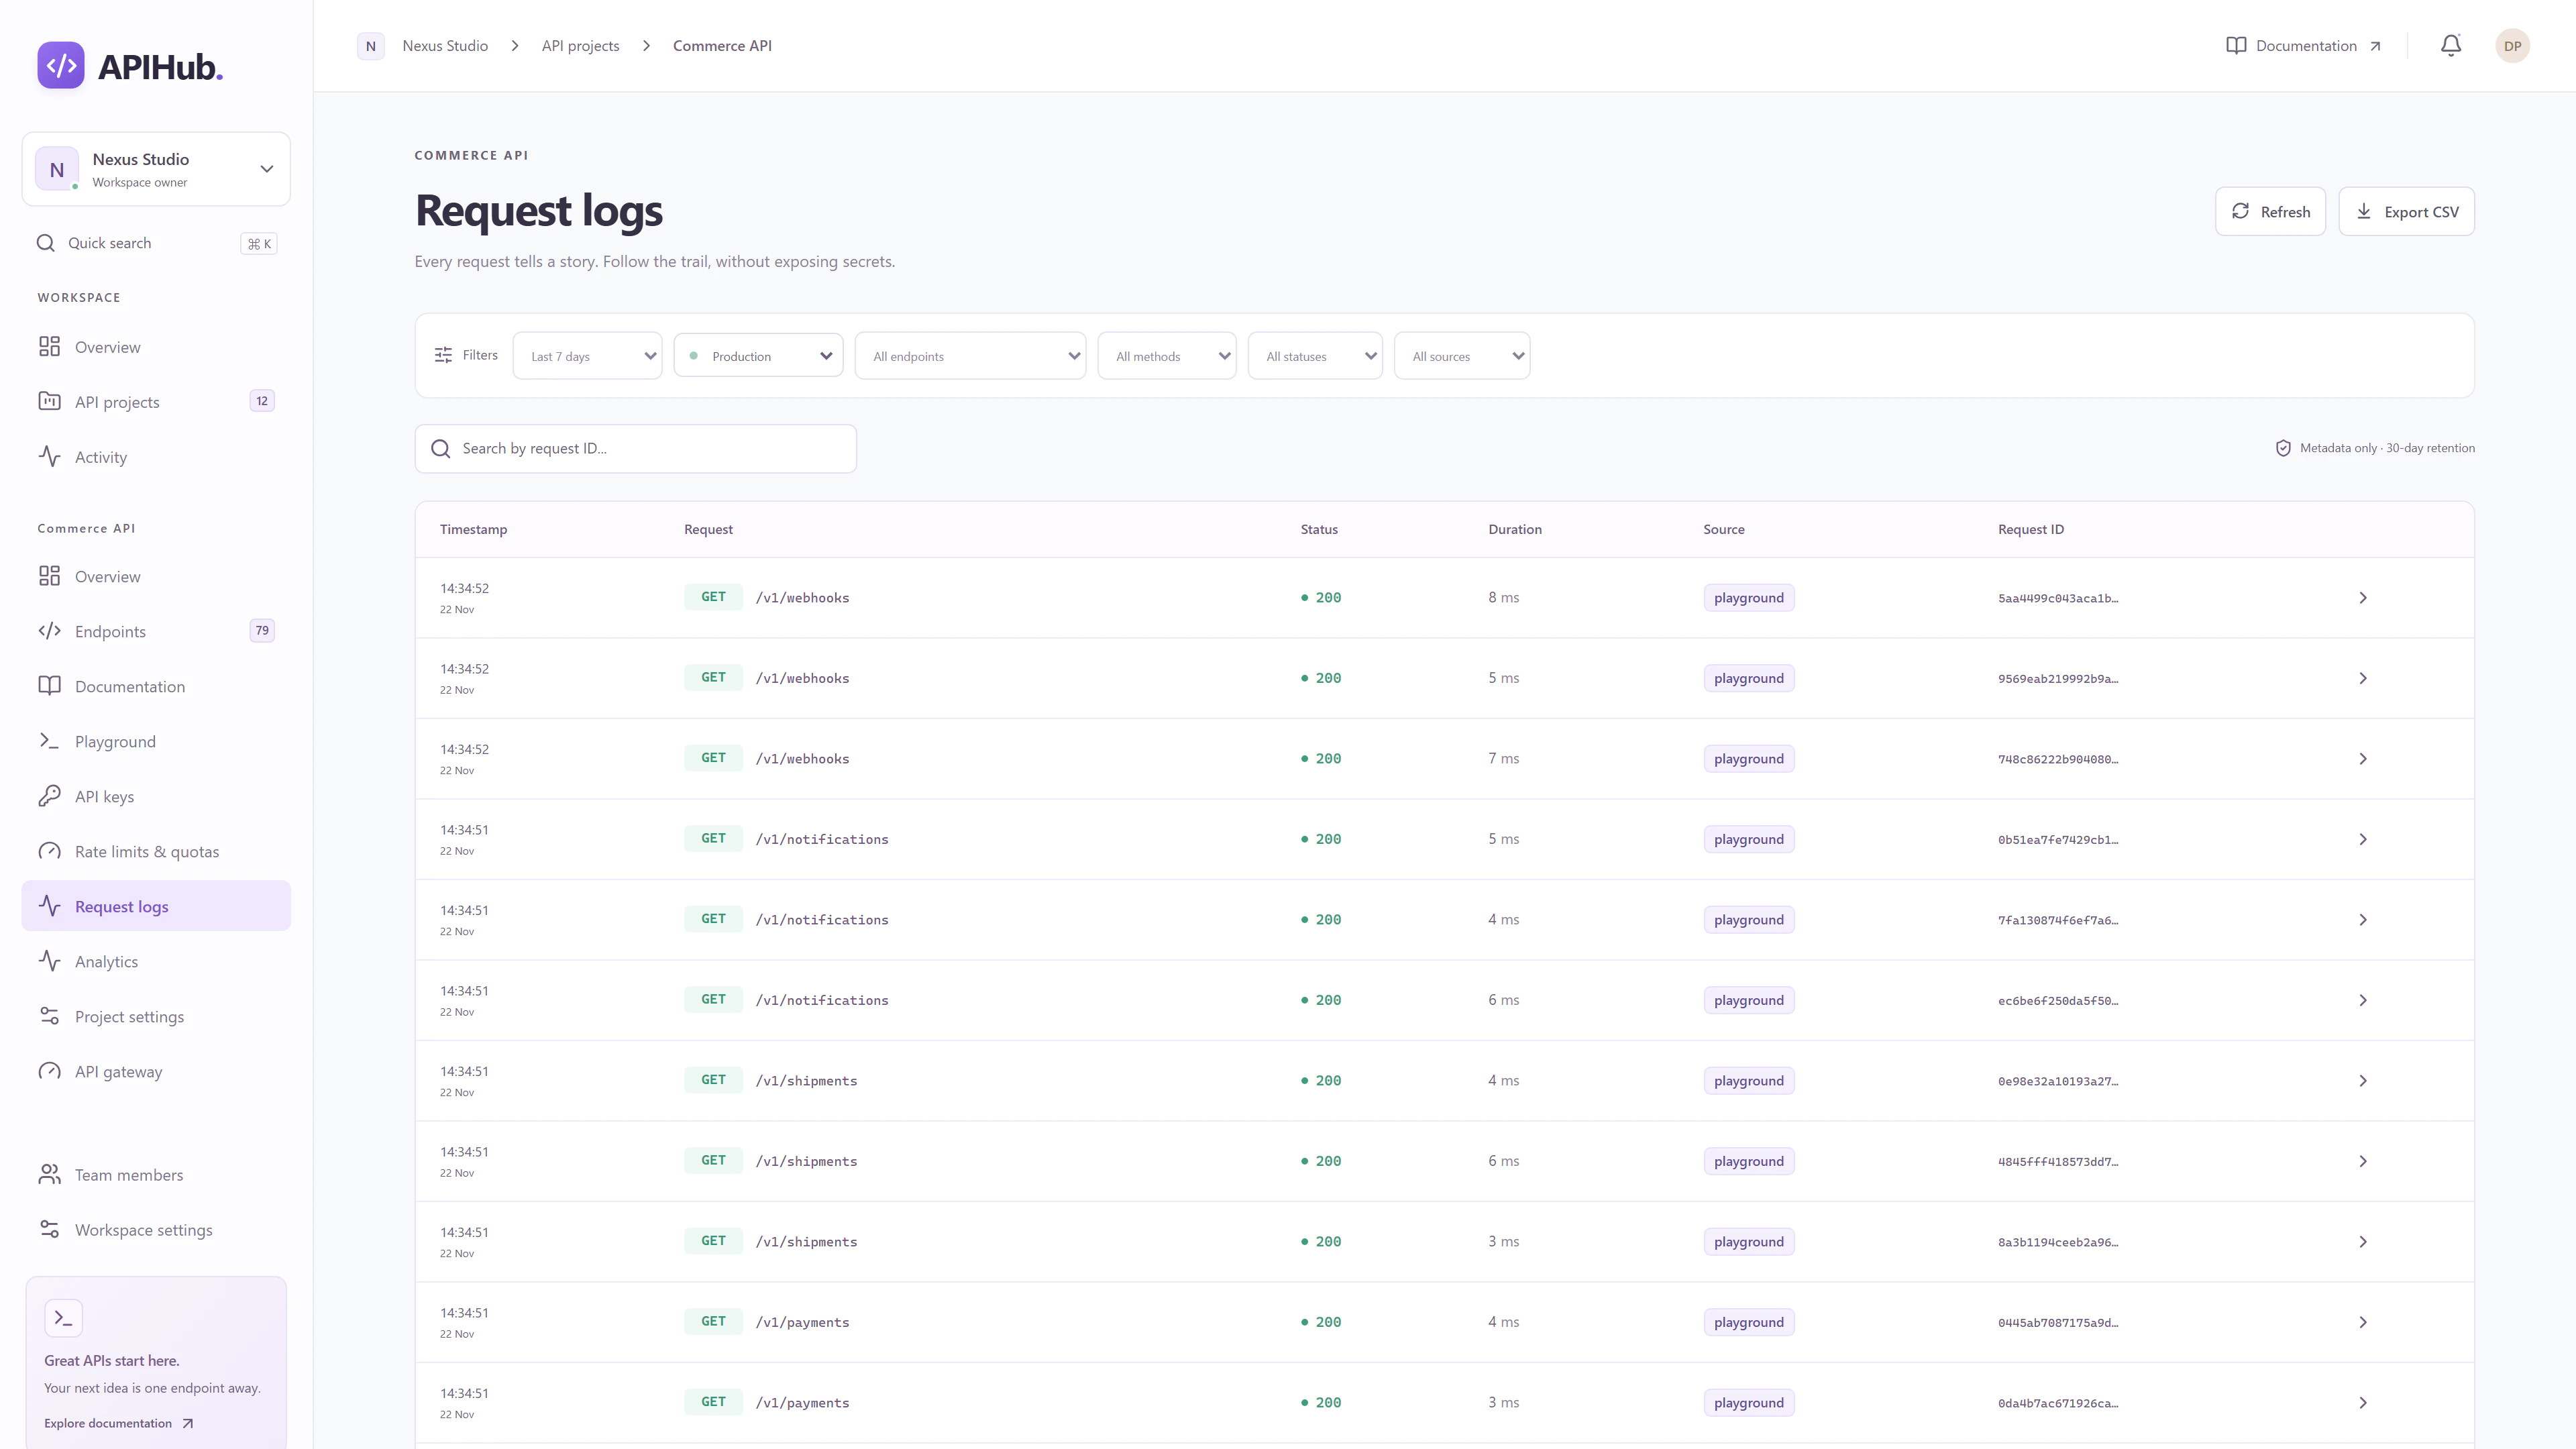 APIHub.
N
Nexus Studio
Workspace owner
Quick search
⌘ K
WORKSPACE
Overview
API projects
12
Activity
Commerce API
Overview
Endpoints
79
Documentation
Playground
API keys
Rate limits & quotas
Request logs
Analytics
Project settings
API gateway
Team members
Workspace settings
Great APIs start here.
Your next idea is one endpoint away.
Explore documentation
N Nexus Studio API projects Commerce API
Documentation
DP
COMMERCE API
Request logs
Every request tells a story. Follow the trail, without exposing secrets.
Refresh
Export CSV
Filters
Last 7 days
Production
All endpoints
All methods
All statuses
All sources
Search by request ID...
Metadata only · 30-day retention
Timestamp Request Status Duration Source Request ID
14:34:52
22 Nov
GET /v1/webhooks 200 8 ms playground 5aa4499c043aca1b…
14:34:52
22 Nov
GET /v1/webhooks 200 5 ms playground 9569eab219992b9a…
14:34:52
22 Nov
GET /v1/webhooks 200 7 ms playground 748c86222b904080…
14:34:51
22 Nov
GET /v1/notifications 200 5 ms playground 0b51ea7fe7429cb1…
14:34:51
22 Nov
GET /v1/notifications 200 4 ms playground 7fa130874f6ef7a6…
14:34:51
22 Nov
GET /v1/notifications 200 6 ms playground ec6be6f250da5f50…
14:34:51
22 Nov
GET /v1/shipments 200 4 ms playground 0e98e32a10193a27…
14:34:51
22 Nov
GET /v1/shipments 200 6 ms playground 4845fff418573dd7…
14:34:51
22 Nov
GET /v1/shipments 200 3 ms playground 8a3b1194ceeb2a96…
14:34:51
22 Nov
GET /v1/payments 200 4 ms playground 0445ab7087175a9d…
14:34:51
22 Nov
GET /v1/payments 200 3 ms playground 0da4b7ac671926ca…